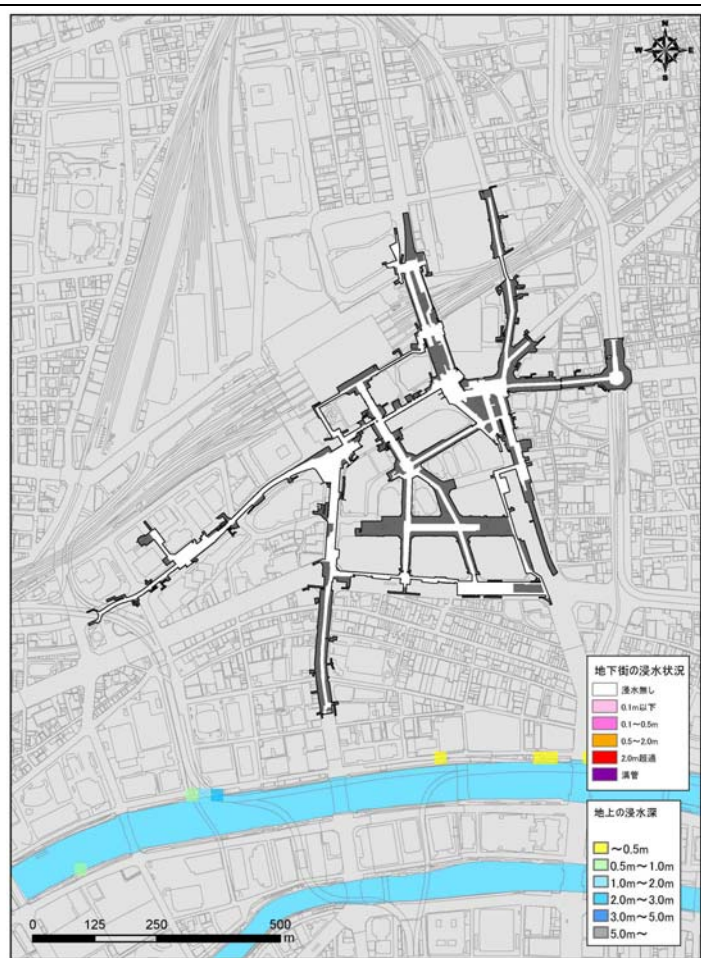 N
W E
S
地下街の浸水状況
浸水無し
0.1m以下
0.1～0.5m
0.5～2.0m
2.0m超過
満管
地上の浸水深
～0.5m
0.5m～1.0m
1.0m～2.0m
2.0m～3.0m
3.0m～5.0m
5.0m～
0 125 250 500
m